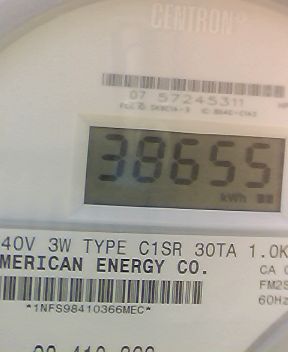 CENTRON®
07 57245311
38655
kWh
40V 3W TYPE C1SR 30TA 1.0K
MERICAN ENERGY CO.
CA
FM2S
60Hz
*1NFS98410366MEC*